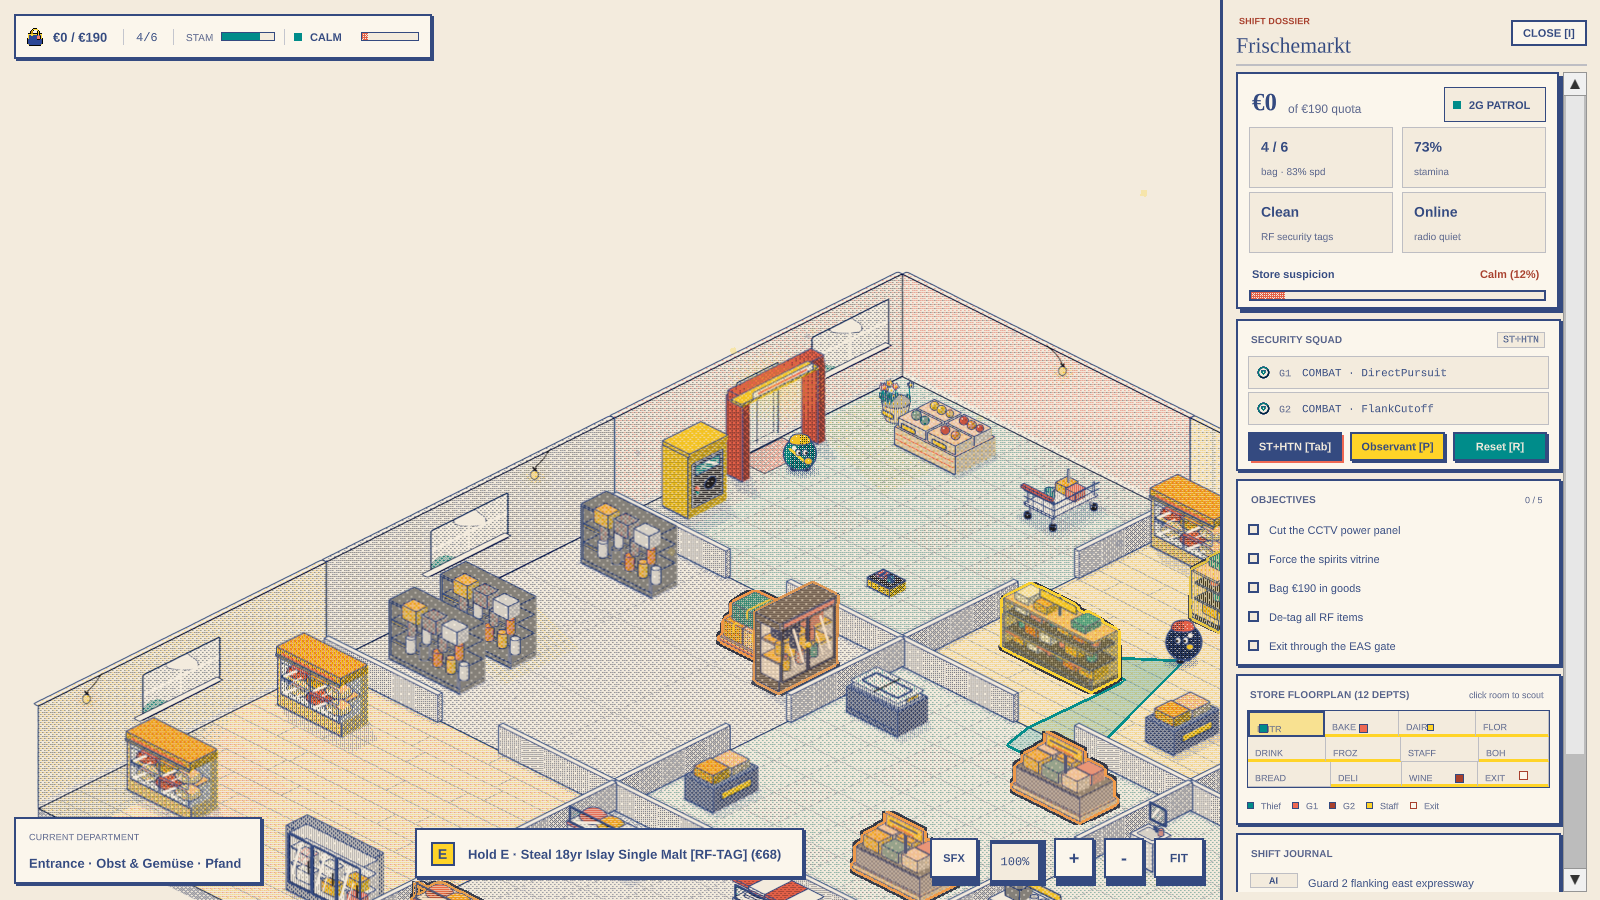 €0 / €190
4/6
STAM
CALM
SHIFT DOSSIER
Frischemarkt
CLOSE [I]
€0 of €190 quota
2G PATROL
4 / 6
bag · 83% spd
73%
stamina
Clean
RF security tags
Online
radio quiet
Store suspicion
Calm (12%)
SECURITY SQUAD
ST+HTN
G1 COMBAT · DirectPursuit
G2 COMBAT · FlankCutoff
ST+HTN [Tab]
Observant [P]
Reset [R]
OBJECTIVES
0 / 5
Cut the CCTV power panel
Force the spirits vitrine
Bag €190 in goods
De-tag all RF items
Exit through the EAS gate
STORE FLOORPLAN (12 DEPTS)
click room to scout
BAKE
FLOR
DRINK
FROZ
STAFF
BOH
BREAD
DELI
WINE
EXIT
Thief
G1
G2
Staff
Exit
SHIFT JOURNAL
AI
Guard 2 flanking east expressway
CURRENT DEPARTMENT
Entrance · Obst & Gemüse · Pfand
E
Hold E · Steal 18yr Islay Single Malt [RF-TAG] (€68)
SFX
100%
+
-
FIT